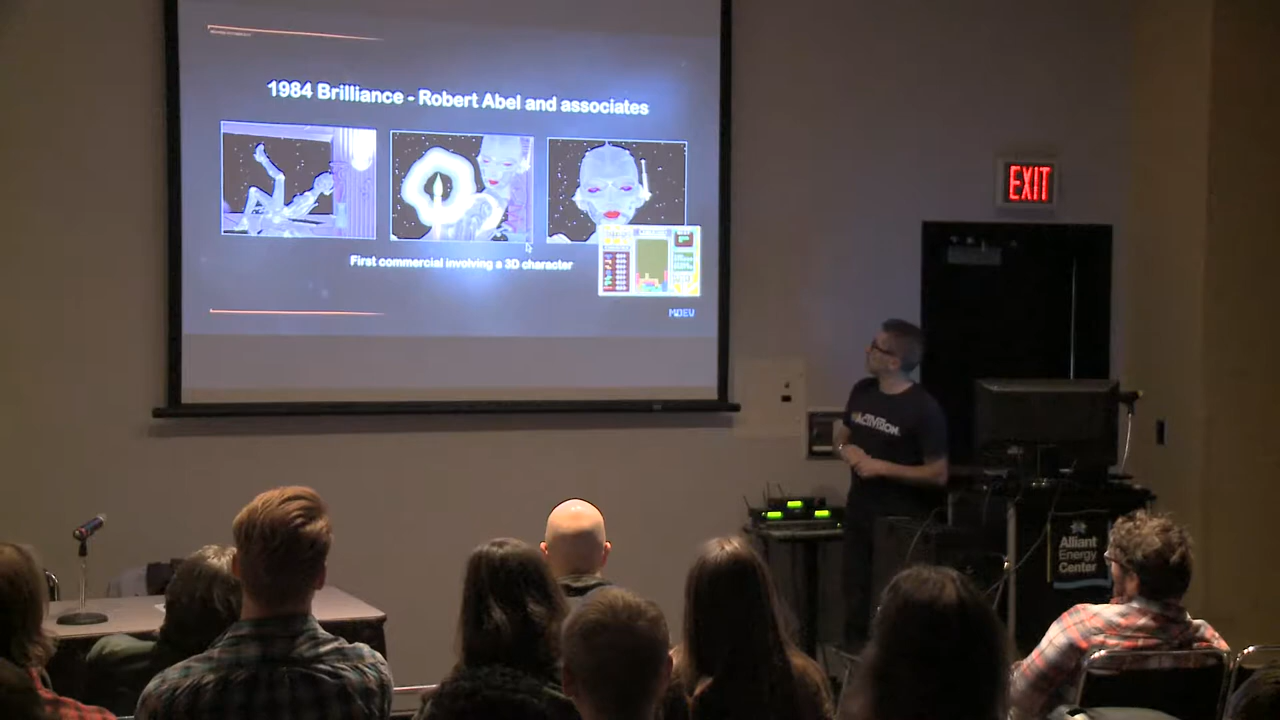 1984 Brilliance - Robert Abel and associates
First commercial involving a 3D character
MDEV
EXIT
ACTIVISION
Alliant
Energy
Center